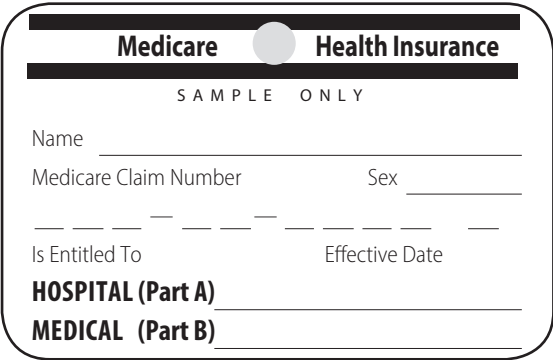 Medicare Health Insurance
SAMPLE ONLY
Name
Medicare Claim Number Sex
Is Entitled To Effective Date
HOSPITAL (Part A)
MEDICAL (Part B)